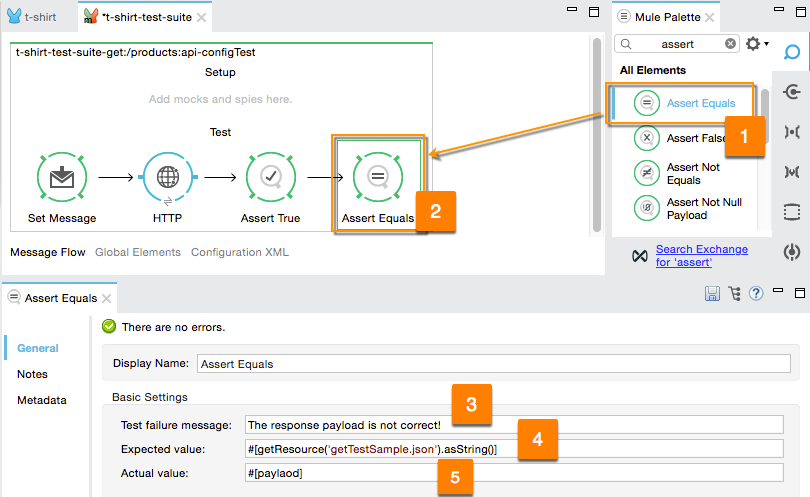 t-shirt
*t-shirt-test-suite
t-shirt-test-suite-get:/products:api-configTest
Setup
Add mocks and spies here.
Test
Set Message
HTTP
Assert True
Assert Equals
2
Message Flow Global Elements Configuration XML
Mule Palette
assert
All Elements
Assert Equals
1
Assert False
Assert Not
Equals
Assert Not Null
Payload
Search Exchange
for 'assert'
Assert Equals
There are no errors.
General
Notes
Metadata
Display Name: Assert Equals
Basic Settings
3
Test failure message: The response payload is not correct!
4
Expected value: #[getResource('getTestSample.json').asString()]
Actual value: #[paylaod]
5